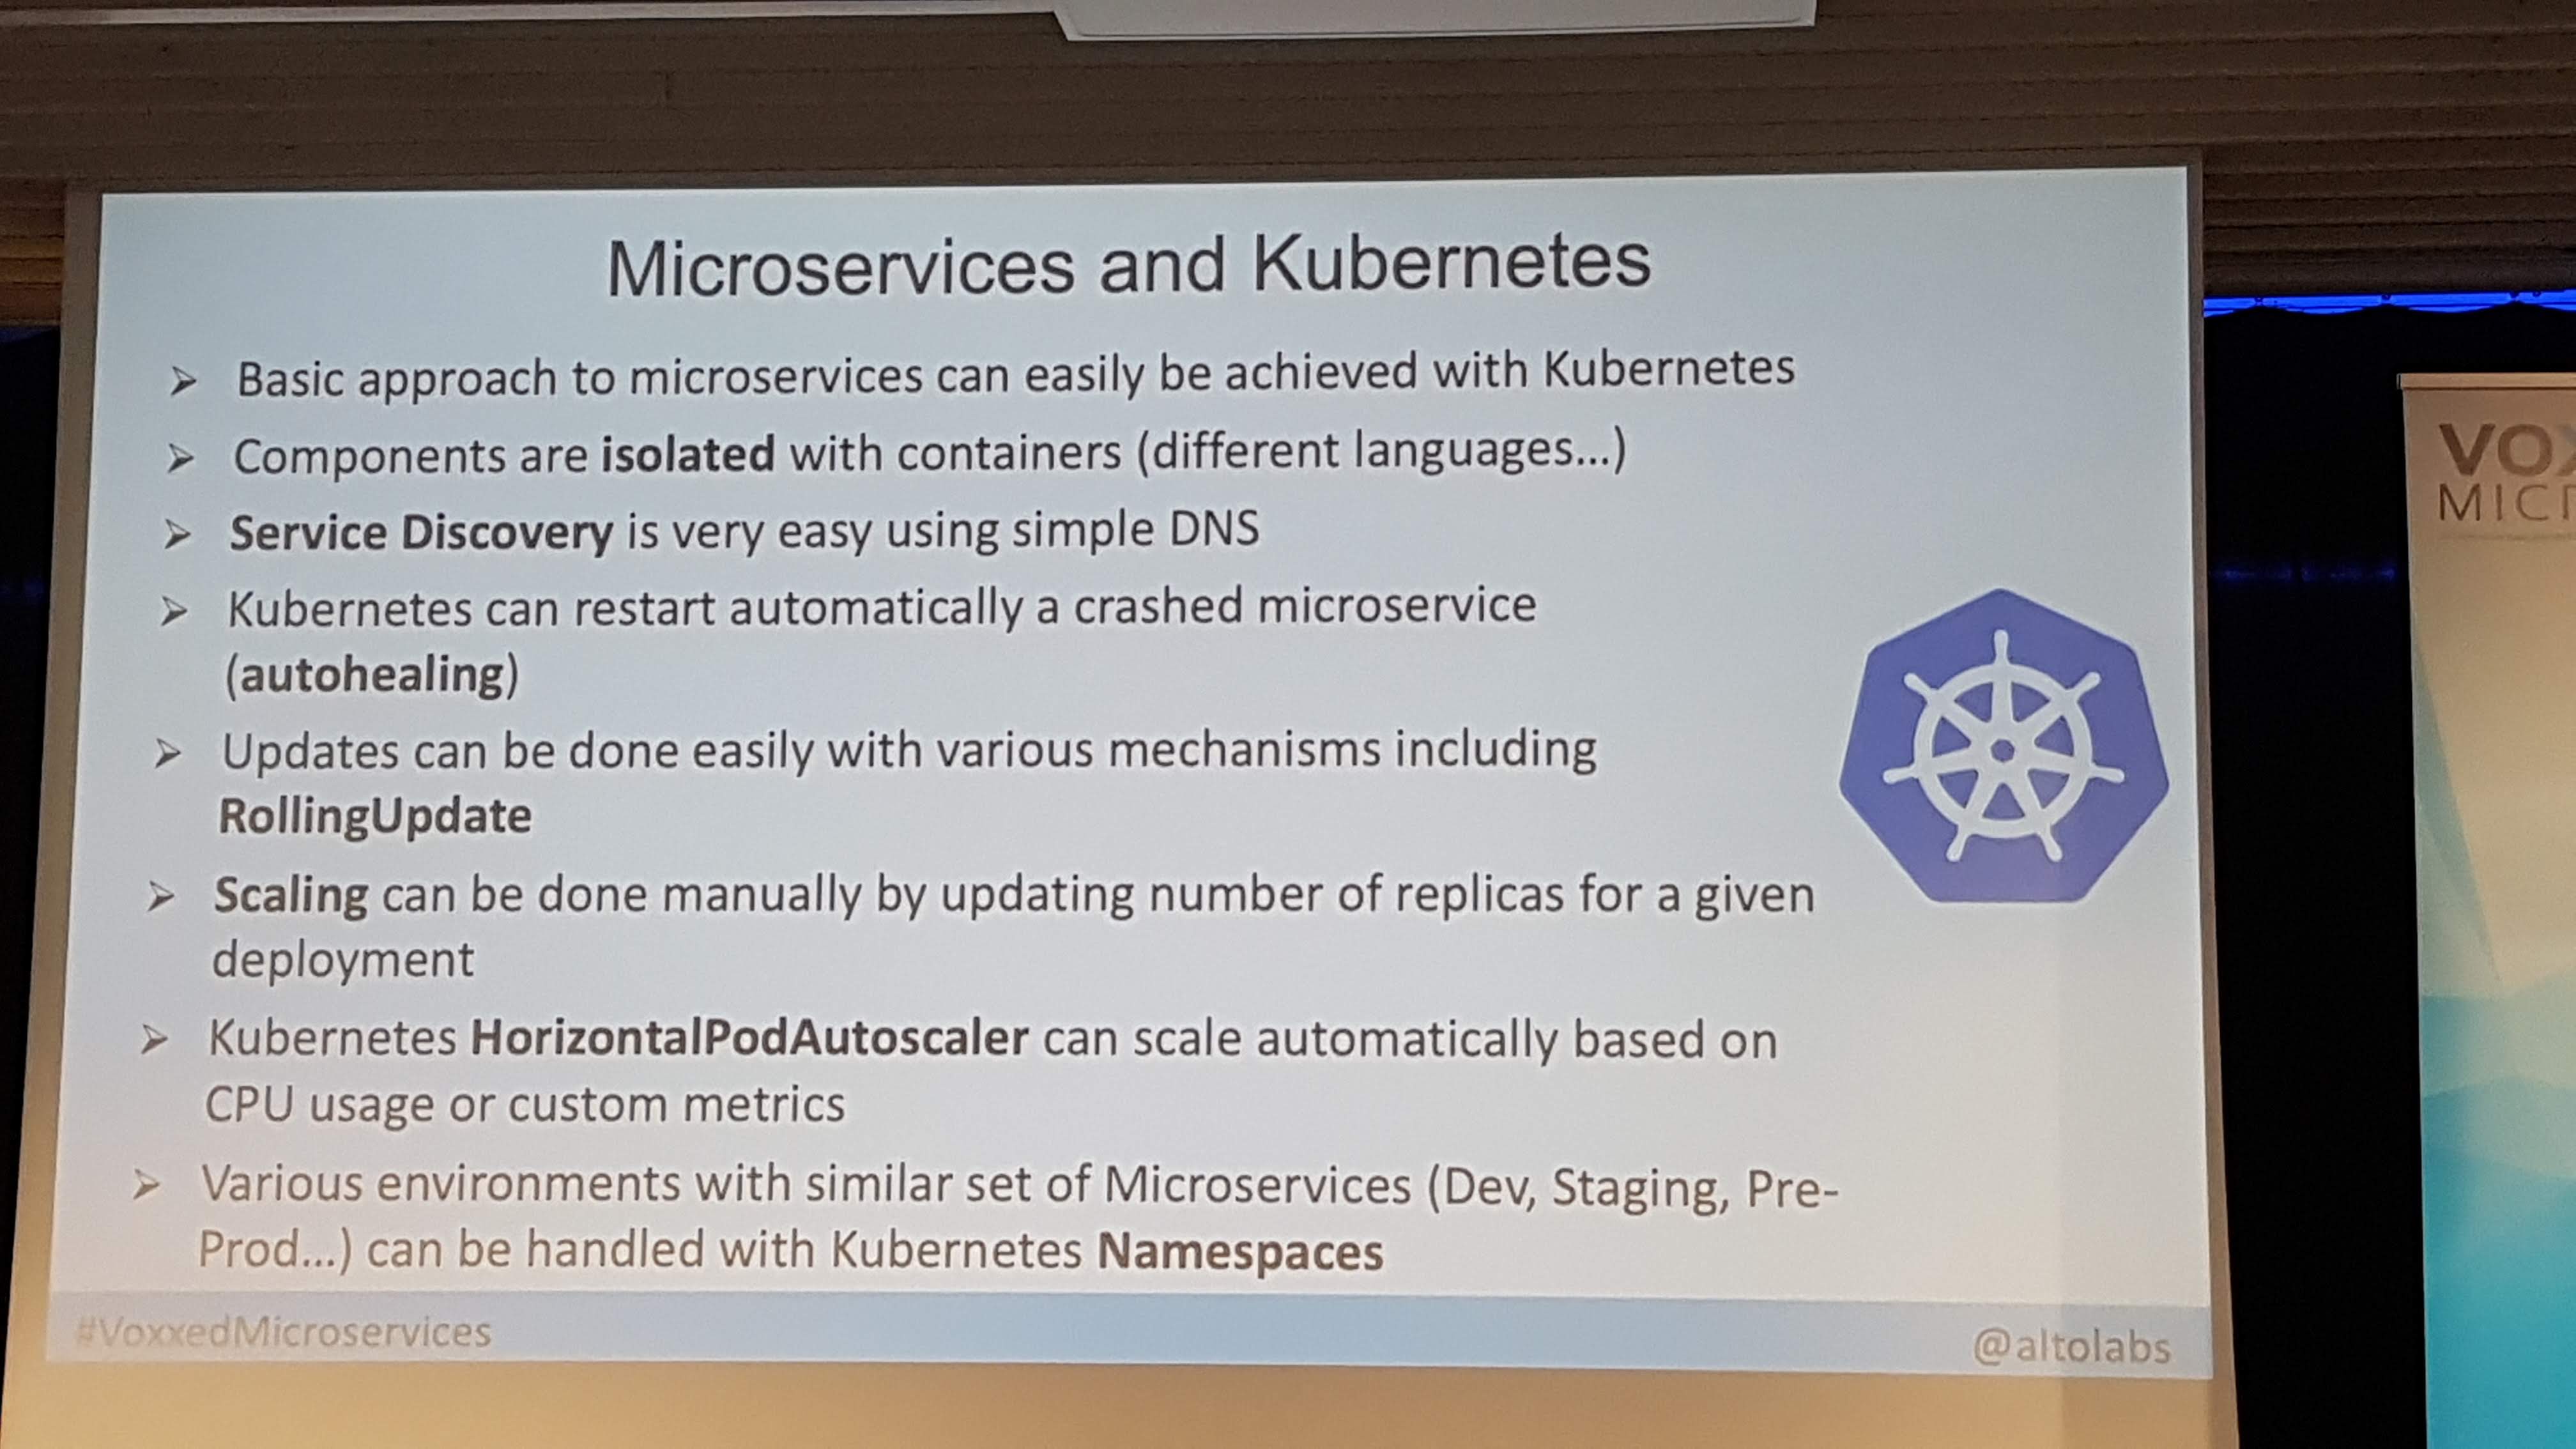 Microservices and Kubernetes
➢ Basic approach to microservices can easily be achieved with Kubernetes
➢ Components are isolated with containers (different languages...)
➢ Service Discovery is very easy using simple DNS
➢ Kubernetes can restart automatically a crashed microservice
(autohealing)
➢ Updates can be done easily with various mechanisms including
RollingUpdate
➢ Scaling can be done manually by updating number of replicas for a given
deployment
➢ Kubernetes HorizontalPodAutoscaler can scale automatically based on
CPU usage or custom metrics
➢ Various environments with similar set of Microservices (Dev, Staging, Pre-
Prod...) can be handled with Kubernetes Namespaces
#VoxxedMicroservices
@altolabs